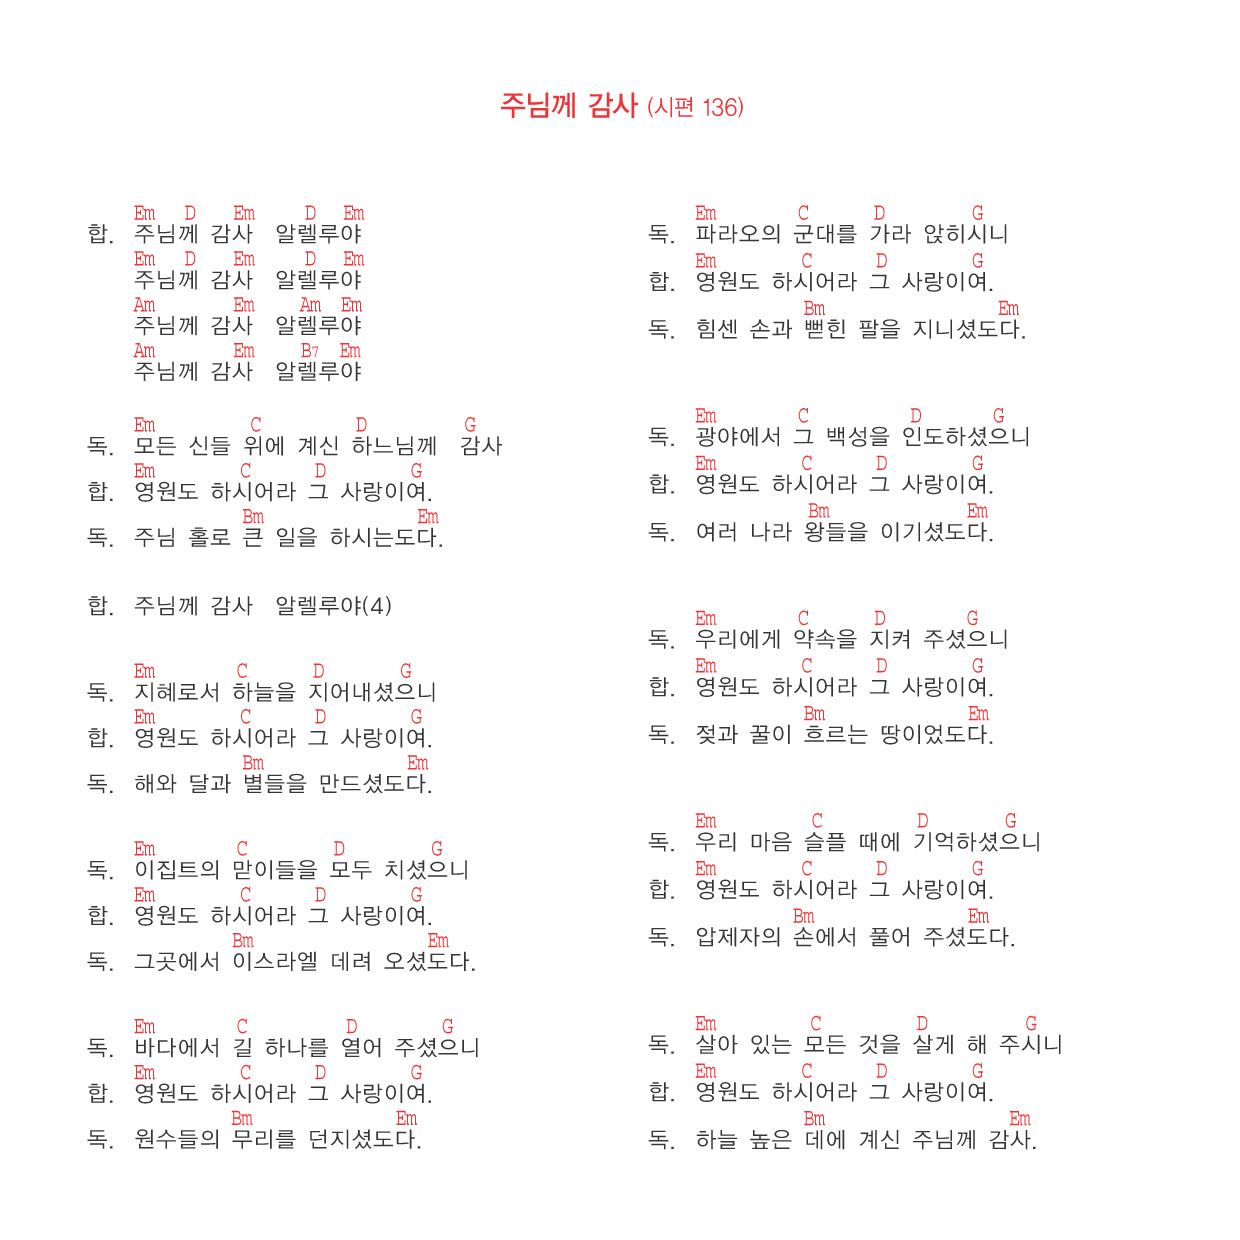 주님께 감사 (시편 136)
Em D Em D Em
합. 주님께 감사 알렐루야
Em D Em D Em
주님께 감사 알렐루야
Am Em Am Em
주님께 감사 알렐루야
Am Em B7 Em
주님께 감사 알렐루야
Em C D G
독. 모든 신들 위에 계신 하느님께 감사
Em C D G
합. 영원도 하시어라 그 사랑이여.
Bm Em
독. 주님 홀로 큰 일을 하시는도다.
합. 주님께 감사 알렐루야(4)
Em C D G
독. 지혜로서 하늘을 지어내셨으니
Em C D G
합. 영원도 하시어라 그 사랑이여.
Bm Em
독. 해와 달과 별들을 만드셨도다.
Em C D G
독. 이집트의 맏이들을 모두 치셨으니
Em C D G
합. 영원도 하시어라 그 사랑이여.
Bm Em
독. 그곳에서 이스라엘 데려 오셨도다.
Em C D G
독. 바다에서 길 하나를 열어 주셨으니
Em C D G
합. 영원도 하시어라 그 사랑이여.
Bm Em
독. 원수들의 무리를 던지셨도다.
Em C D G
독. 파라오의 군대를 가라 앉히시니
Em C D G
합. 영원도 하시어라 그 사랑이여.
Bm Em
독. 힘센 손과 뻗힌 팔을 지니셨도다.
Em C D G
독. 광야에서 그 백성을 인도하셨으니
Em C D G
합. 영원도 하시어라 그 사랑이여.
Bm Em
독. 여러 나라 왕들을 이기셨도다.
Em C D G
독. 우리에게 약속을 지켜 주셨으니
Em C D G
합. 영원도 하시어라 그 사랑이여.
Bm Em
독. 젖과 꿀이 흐르는 땅이었도다.
Em C D G
독. 우리 마음 슬플 때에 기억하셨으니
Em C D G
합. 영원도 하시어라 그 사랑이여.
Bm Em
독. 압제자의 손에서 풀어 주셨도다.
Em C D G
독. 살아 있는 모든 것을 살게 해 주시니
Em C D G
합. 영원도 하시어라 그 사랑이여.
Bm Em
독. 하늘 높은 데에 계신 주님께 감사.